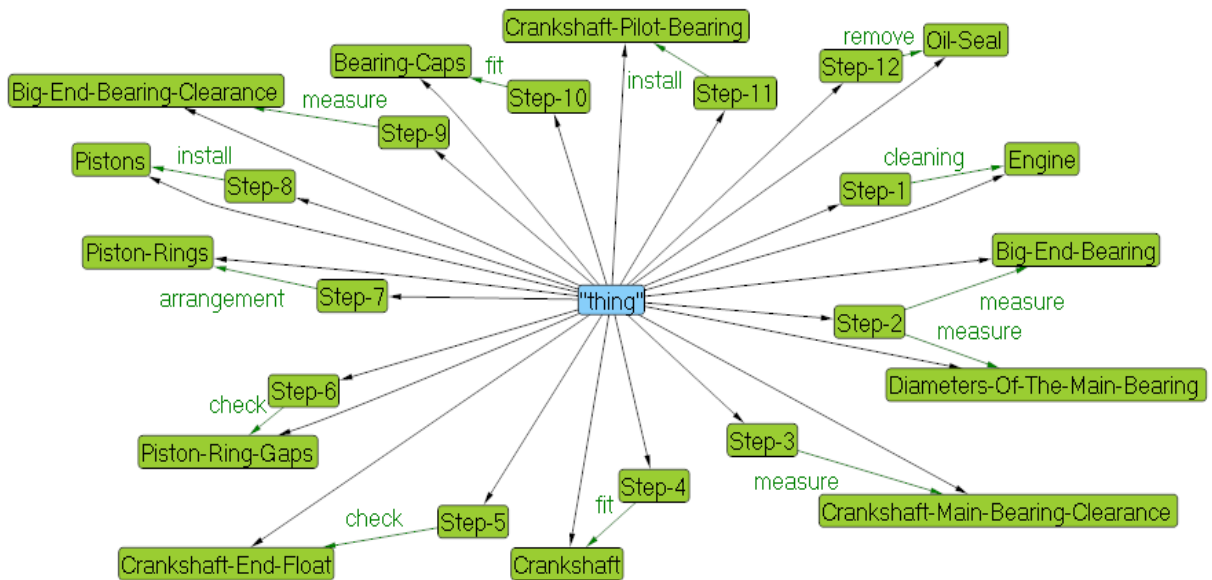 Crankshaft-Pilot-Bearing
remove
Oil-Seal
Bearing-Caps
fit
Step-12
Big-End-Bearing-Clearance
measure
Step-10
install
Step-11
Step-9
cleaning
Engine
Pistons
install
Step-8
Step-1
Piston-Rings
Big-End-Bearing
arrangement
Step-7
"thing"
measure
Step-2
measure
Step-6
Diameters-Of-The-Main-Bearing
check
Step-3
Piston-Ring-Gaps
measure
Step-4
fit
Crankshaft-Main-Bearing-Clearance
check
Step-5
Crankshaft-End-Float
Crankshaft